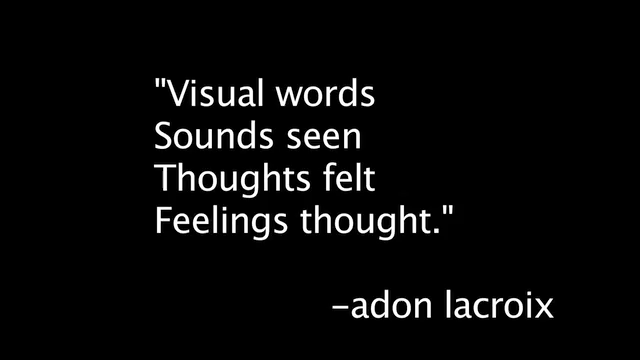 "Visual words
Sounds seen
Thoughts felt
Feelings thought."
–adon lacroix